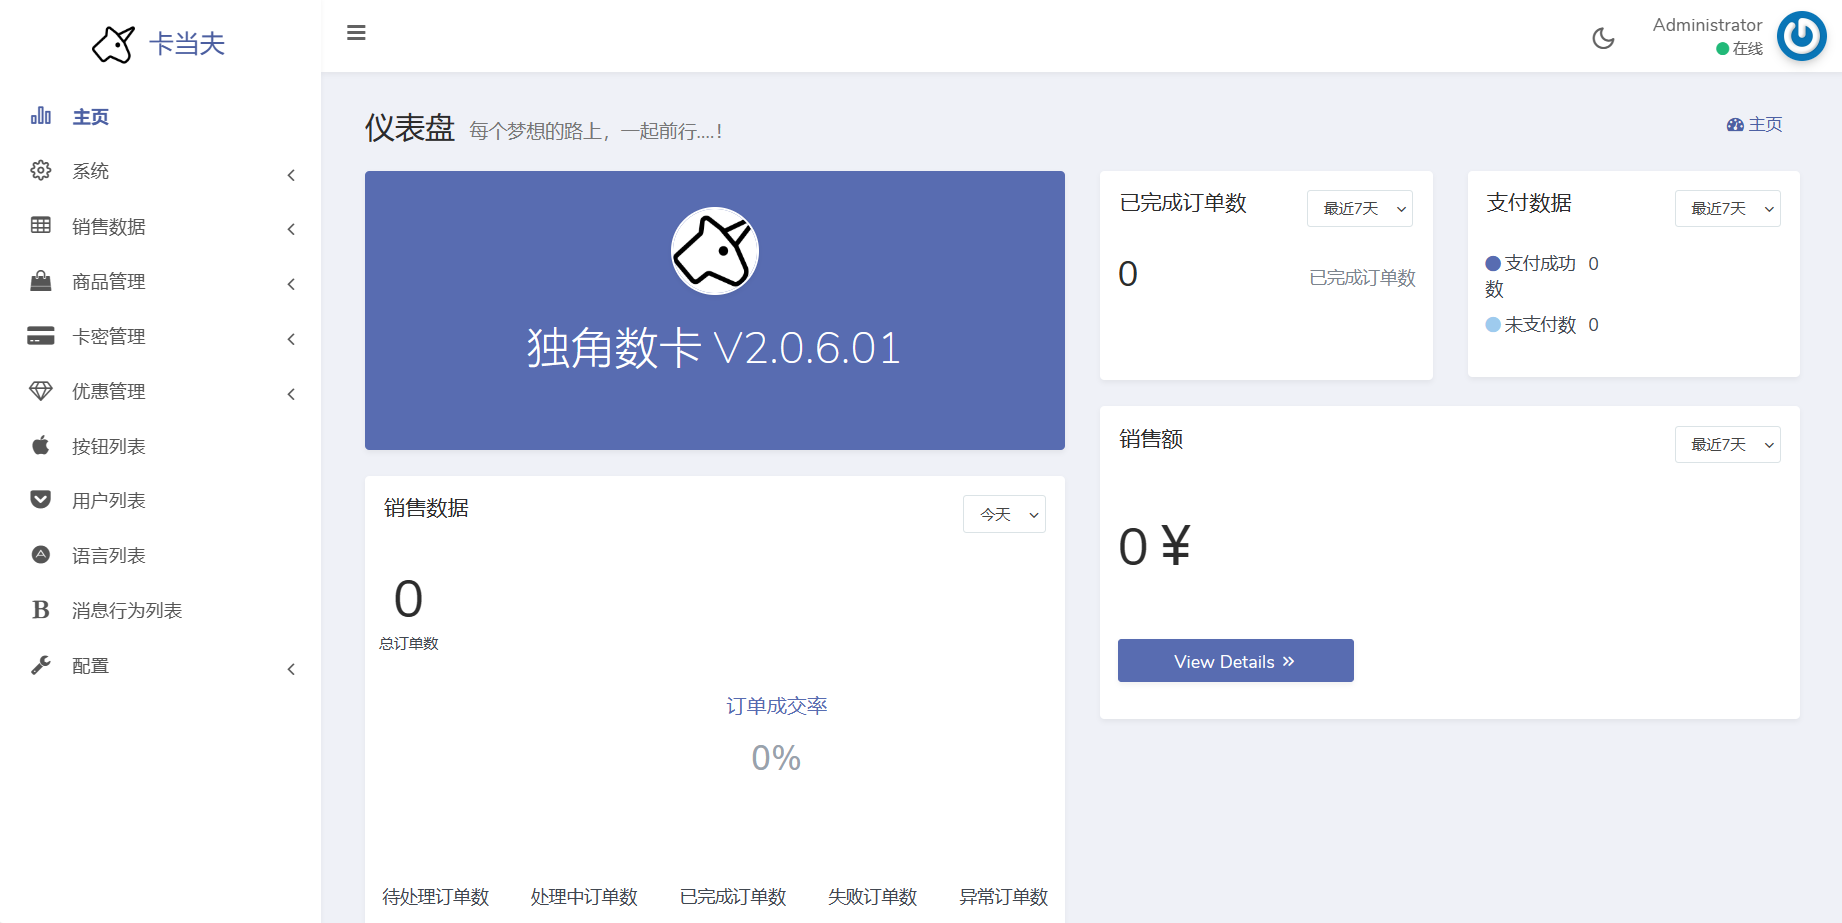 卡当夫
主页
系统
销售数据
商品管理
卡密管理
优惠管理
按钮列表
用户列表
语言列表
B 消息行为列表
配置
Administrator
在线
仪表盘 每个梦想的路上，一起前行....！
主页
独角数卡 V2.0.6.01
已完成订单数
最近7天
0
已完成订单数
支付数据
最近7天
支付成功数 0
未支付数 0
销售数据
今天
0
总订单数
订单成交率
0%
待处理订单数 处理中订单数 已完成订单数 失败订单数 异常订单数
销售额
最近7天
0 ¥
View Details »